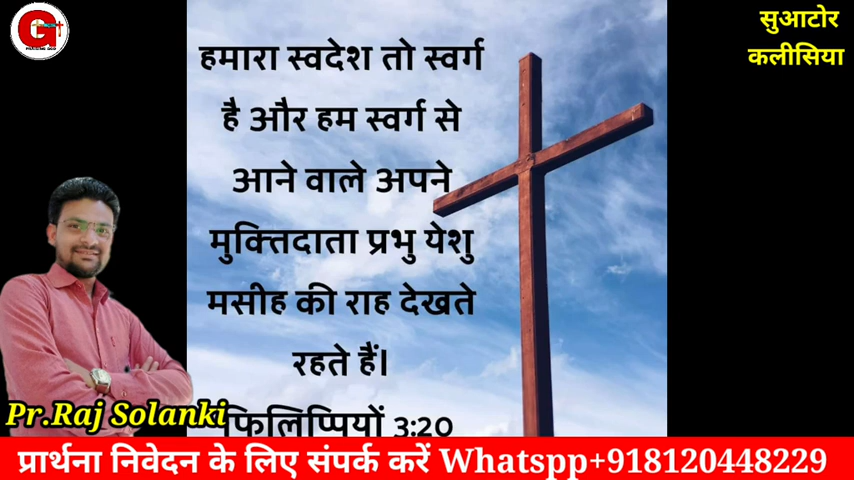 सुआटोर
कलीसिया
हमारा स्वदेश तो स्वर्ग
है और हम स्वर्ग से
आने वाले अपने
मुक्तिदाता प्रभु येशु
मसीह की राह देखते
रहते हैं।
फिलिप्पियों 3:20
Pr.Raj Solanki
प्रार्थना निवेदन के लिए संपर्क करें Whatspp+918120448229